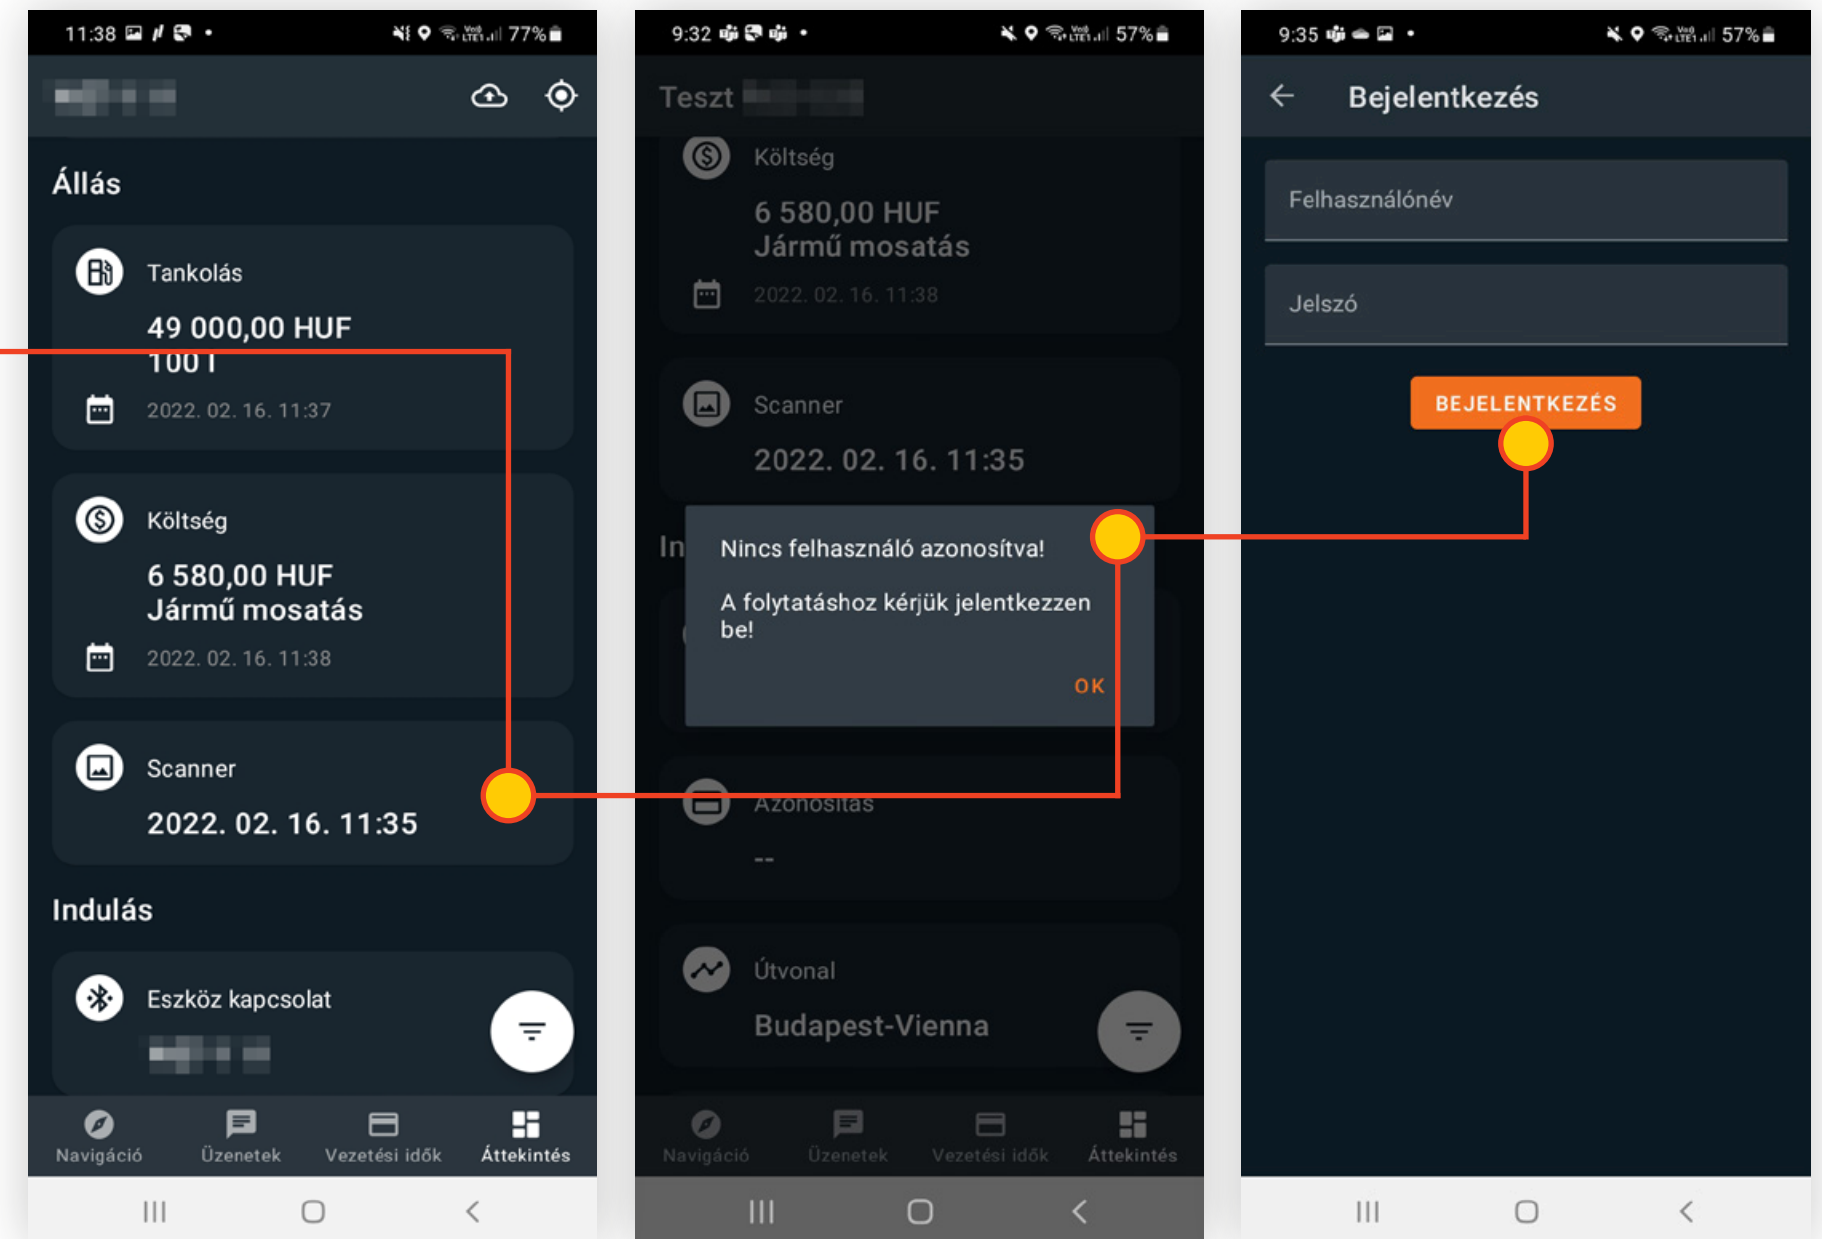 11:38
77%
Állás
Tankolás
49 000,00 HUF
100 l
2022. 02. 16. 11:37
Költség
6 580,00 HUF
Jármű mosatás
2022. 02. 16. 11:38
Scanner
2022. 02. 16. 11:35
Indulás
Eszköz kapcsolat
Navigáció Üzenetek Vezetési idők Áttekintés
9:32
57%
Teszt
Költség
6 580,00 HUF
Jármű mosatás
2022. 02. 16. 11:38
Scanner
2022. 02. 16. 11:35
In
Nincs felhasználó azonosítva!
A folytatáshoz kérjük jelentkezzen
be!
OK
Azonosítás
--
Útvonal
Budapest-Vienna
Navigáció Üzenetek Vezetési idők Áttekintés
9:35
57%
Bejelentkezés
Felhasználónév
Jelszó
BEJELENTKEZÉS